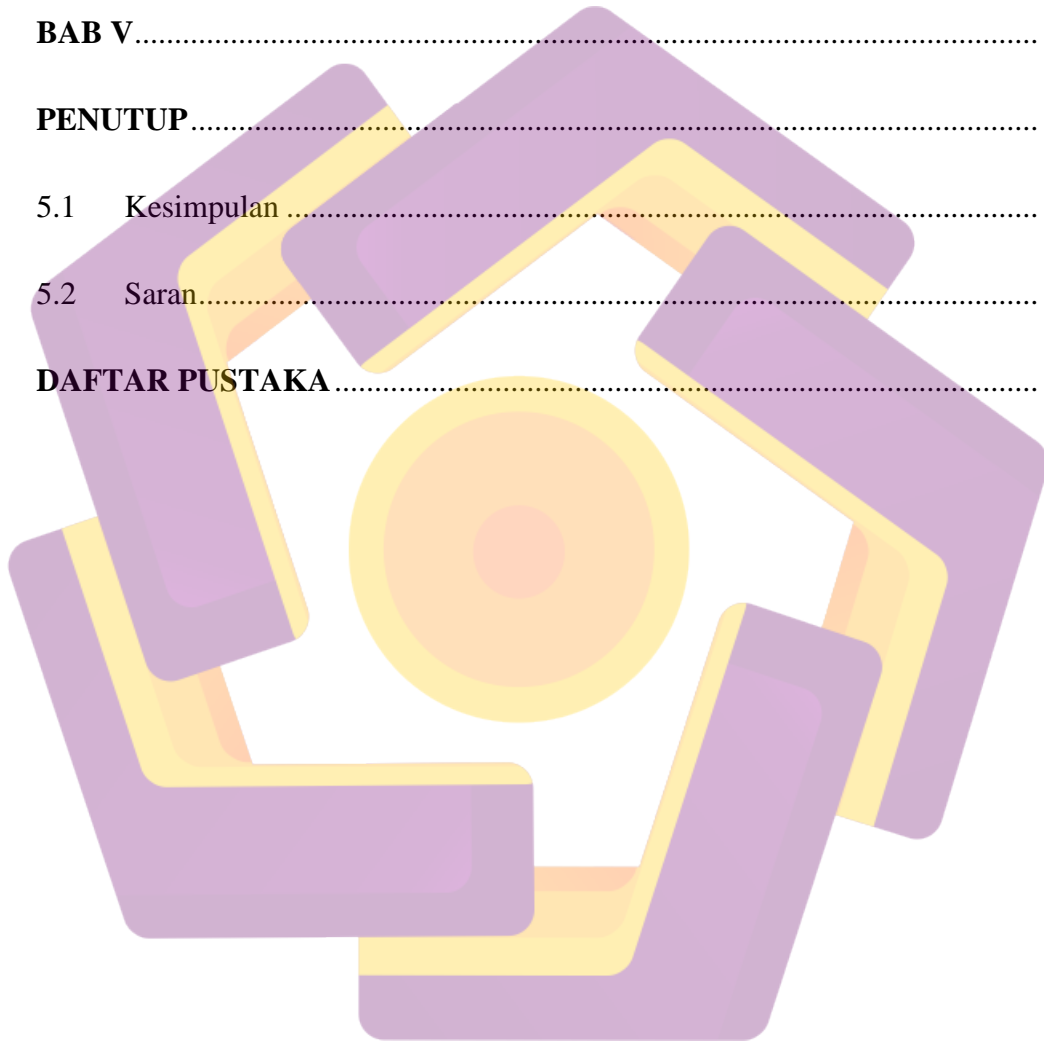 BAB V.................................................................................................................
PENUTUP..........................................................................................................
5.1 Kesimpulan ..............................................................................................
5.2 Saran.........................................................................................................
DAFTAR PUSTAKA ........................................................................................